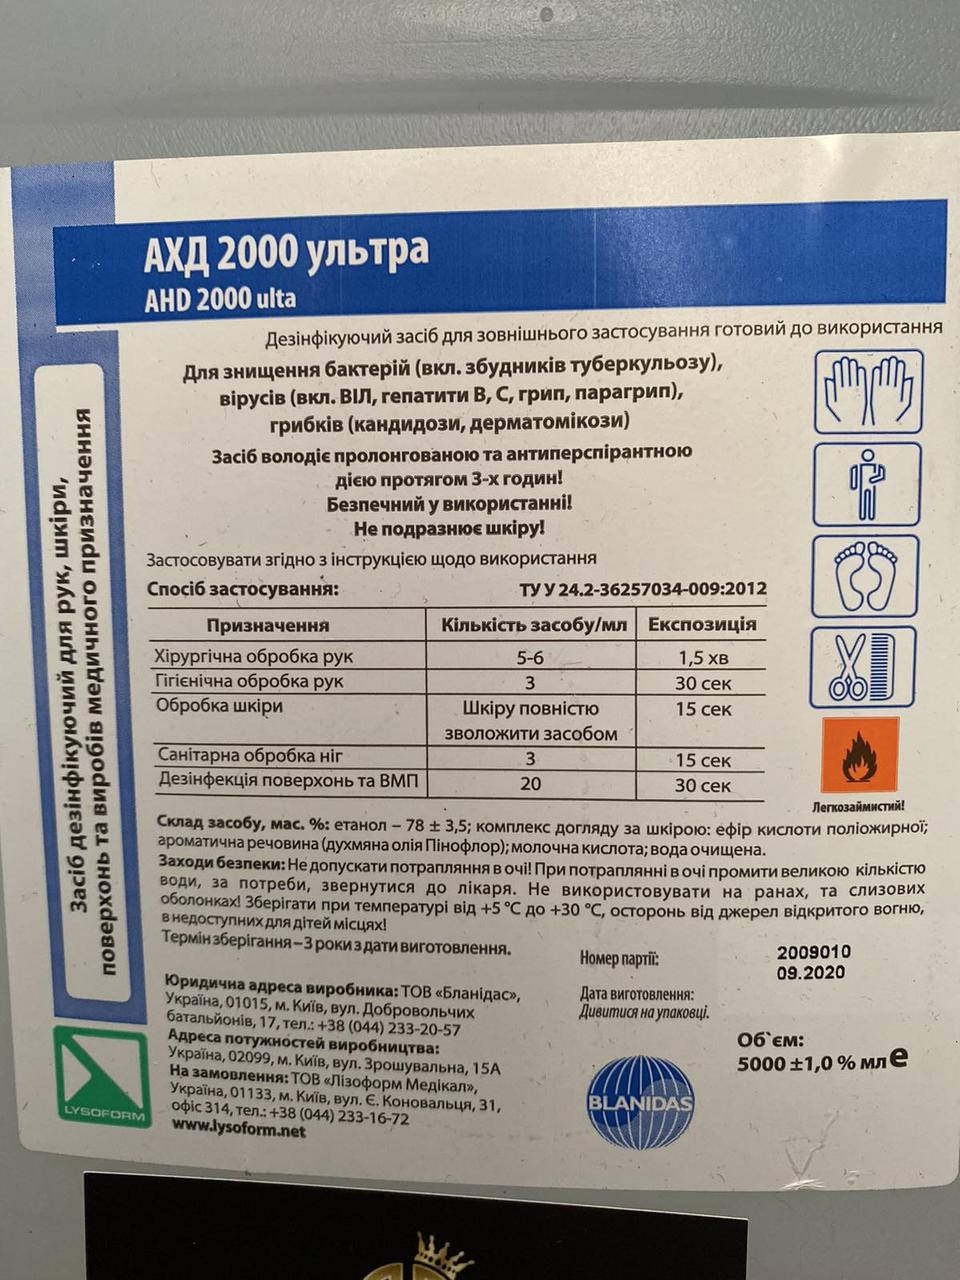 АХД 2000 ультра
AHD 2000 ulta
Дезінфікуючий засіб для зовнішнього застосування готовий до використання
Для знищення бактерій (вкл. збудників туберкульозу),
вірусів (вкл. ВІЛ, гепатити В, С, грип, парагрип),
грибків (кандидози, дерматомікози)
Засіб володіє пролонгованою та антиперспірантною
дією протягом 3-х годин!
Безпечний у використанні!
Не подразнює шкіру!
Застосовувати згідно з інструкцією щодо використання
Спосіб застосування: ТУ У 24.2-36257034-009:2012
Призначення Кількість засобу/мл Експозиція
Хірургічна обробка рук 5-6 1,5 хв
Гігієнічна обробка рук 3 30 сек
Обробка шкіри Шкіру повністю 15 сек
зволожити засобом
Санітарна обробка ніг 3 15 сек
Дезінфекція поверхонь та ВМП 20 30 сек
Легкозаймистий!
Засіб дезінфікуючий для рук, шкіри,
поверхонь та виробів медичного призначення
Склад засобу, мас. %: етанол – 78 ± 3,5; комплекс догляду за шкірою: ефір кислоти поліожирної;
ароматична речовина (духмяна олія Пінофлор); молочна кислота; вода очищена.
Заходи безпеки: Не допускати потрапляння в очі! При потраплянні в очі промити великою кількістю
води, за потреби, звернутися до лікаря. Не використовувати на ранах, та слизових
оболонках! Зберігати при температурі від +5 °С до +30 °С, осторонь від джерел відкритого вогню,
в недоступних для дітей місцях!
Термін зберігання – 3 роки з дати виготовлення.
Номер партії: 2009010
09.2020
Дата виготовлення:
Дивитися на упаковці.
Юридична адреса виробника: ТОВ «Бланідас»,
Україна, 01015, м. Київ, вул. Добровольчих
батальйонів, 17, тел.: +38 (044) 233-20-57
Адреса потужностей виробництва:
Україна, 02099, м. Київ, вул. Зрошувальна, 15А
На замовлення: ТОВ «Лізоформ Медікал»,
Україна, 01133, м. Київ, вул. Є. Коновальця, 31,
офіс 314, тел.: +38 (044) 233-16-72
www.lysoform.net
Об`єм:
5000 ±1,0 % мл e
LYSOFORM
BLANIDAS